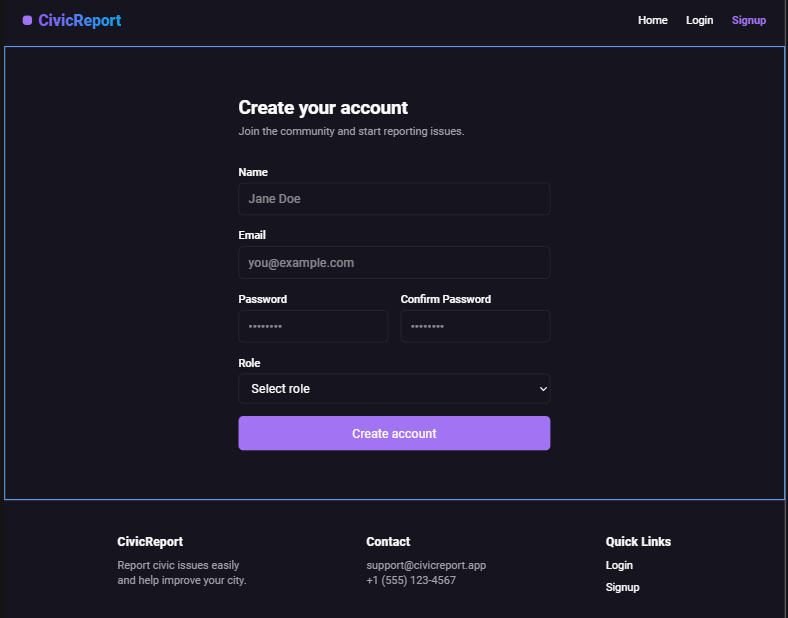 CivicReport
Home Login Signup
Create your account
Join the community and start reporting issues.
Name
Jane Doe
Email
you@example.com
Password Confirm Password
•••••••• ••••••••
Role
Select role
Create account
CivicReport Contact Quick Links
Report civic issues easily support@civicreport.app Login
and help improve your city. +1 (555) 123-4567
Signup